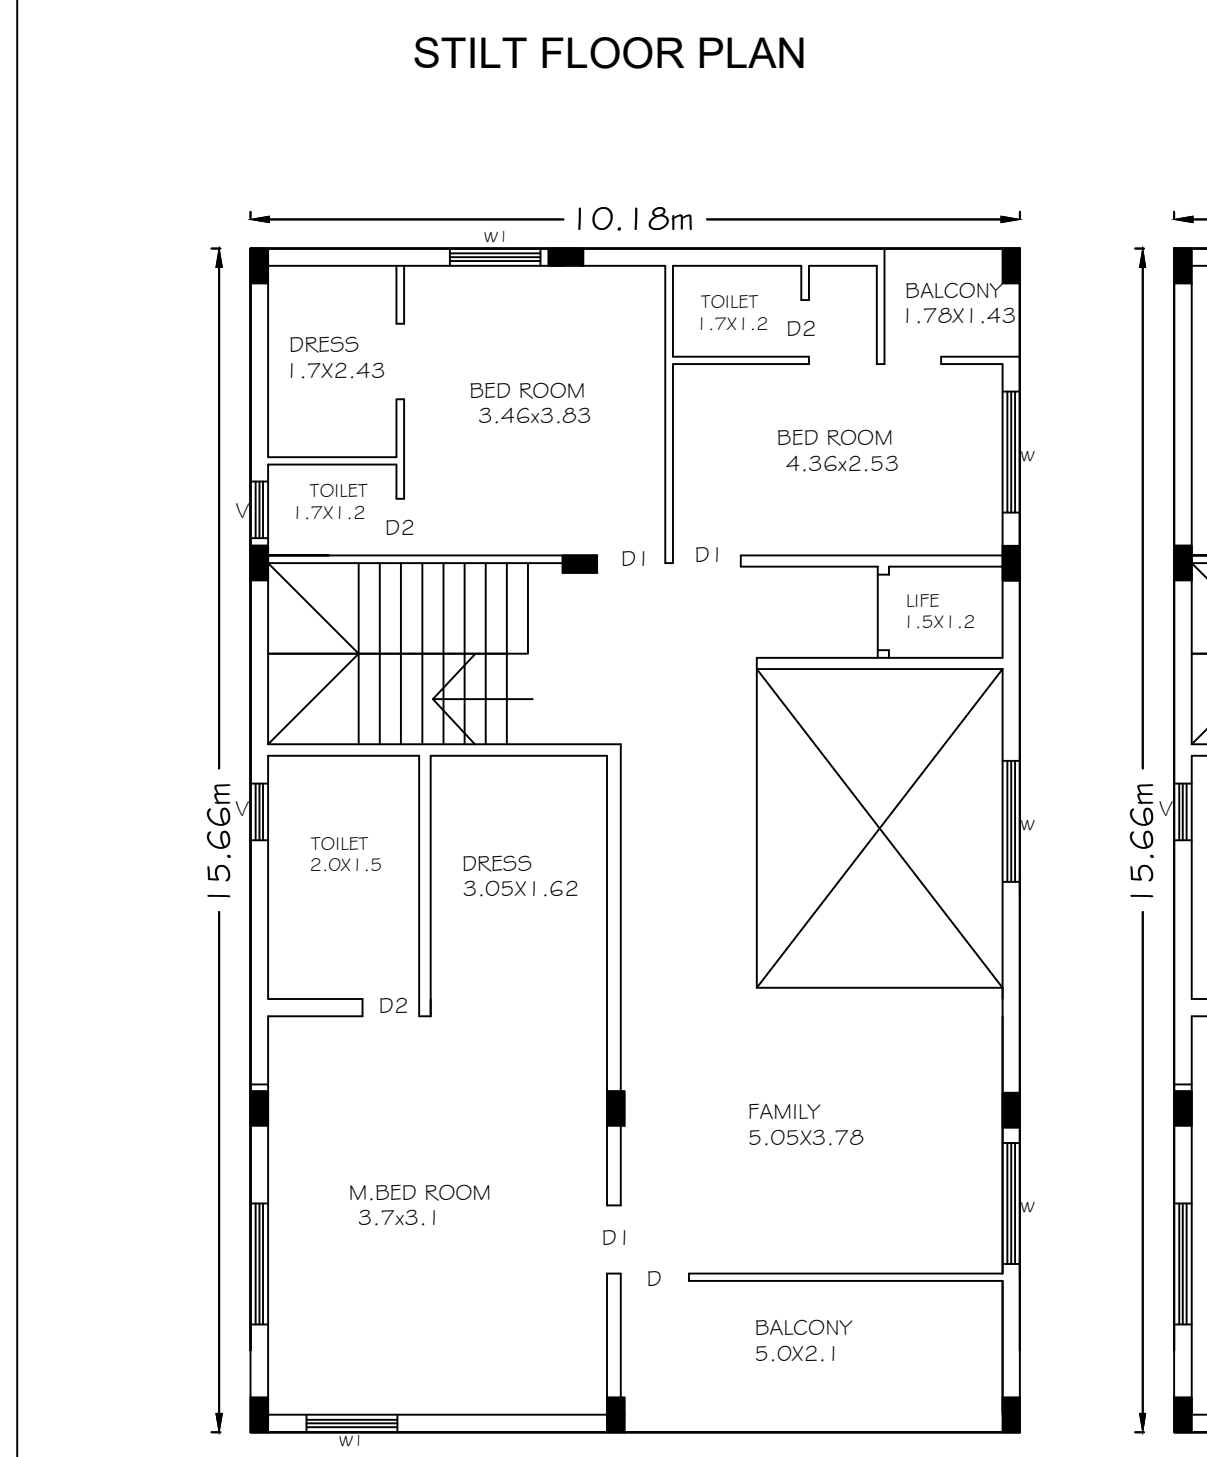 STILT FLOOR PLAN
10.18m
W1
TOILET
1.7X1.2
D2
BALCONY
1.78X1.43
DRESS
1.7X2.43
BED ROOM
3.46x3.83
BED ROOM
4.36x2.53
W
TOILET
1.7X1.2
V
D2
D1
D1
LIFE
1.5X1.2
15.66m
V
W
15.66m
V
TOILET
2.0X1.5
DRESS
3.05X1.62
D2
FAMILY
5.05X3.78
M.BED ROOM
3.7x3.1
W
D1
D
BALCONY
5.0X2.1
W1